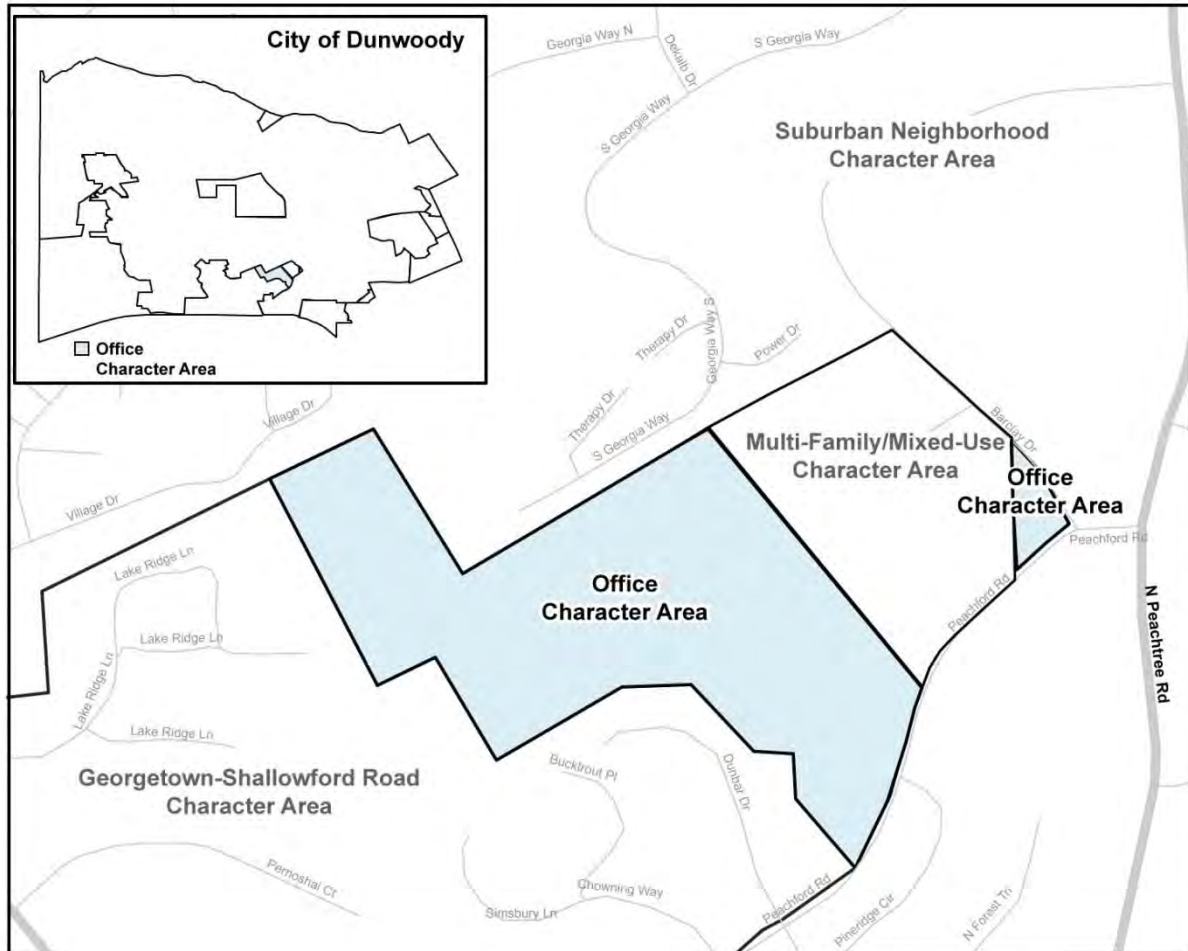 City of Dunwoody
Office
Character Area
Georgia Way N
S Georgia Way
Dekalb Dr
S Georgia Way
Suburban Neighborhood
Character Area
S Georgia Way
Therapy Dr
Power Dr
Georgia Way
Therapy Dr
S Georgia Way
Village Dr
Village Dr
Barclay Dr
Multi-Family/Mixed-Use
Character Area
Office
Character Area
Peachford Rd
Lake Ridge Ln
Office
Character Area
Peachford Rd
N Peachtree Rd
Lake Ridge Ln
Lake Ridge Ln
Lake Ridge Ln
Georgetown-Shallowford Road
Character Area
Bucktrout Pl
Dunbar Dr
Pernoshal Ct
Simsbury Ln
Chowning Way
Peachford Rd
Pineridge Cir
N Forest Trl